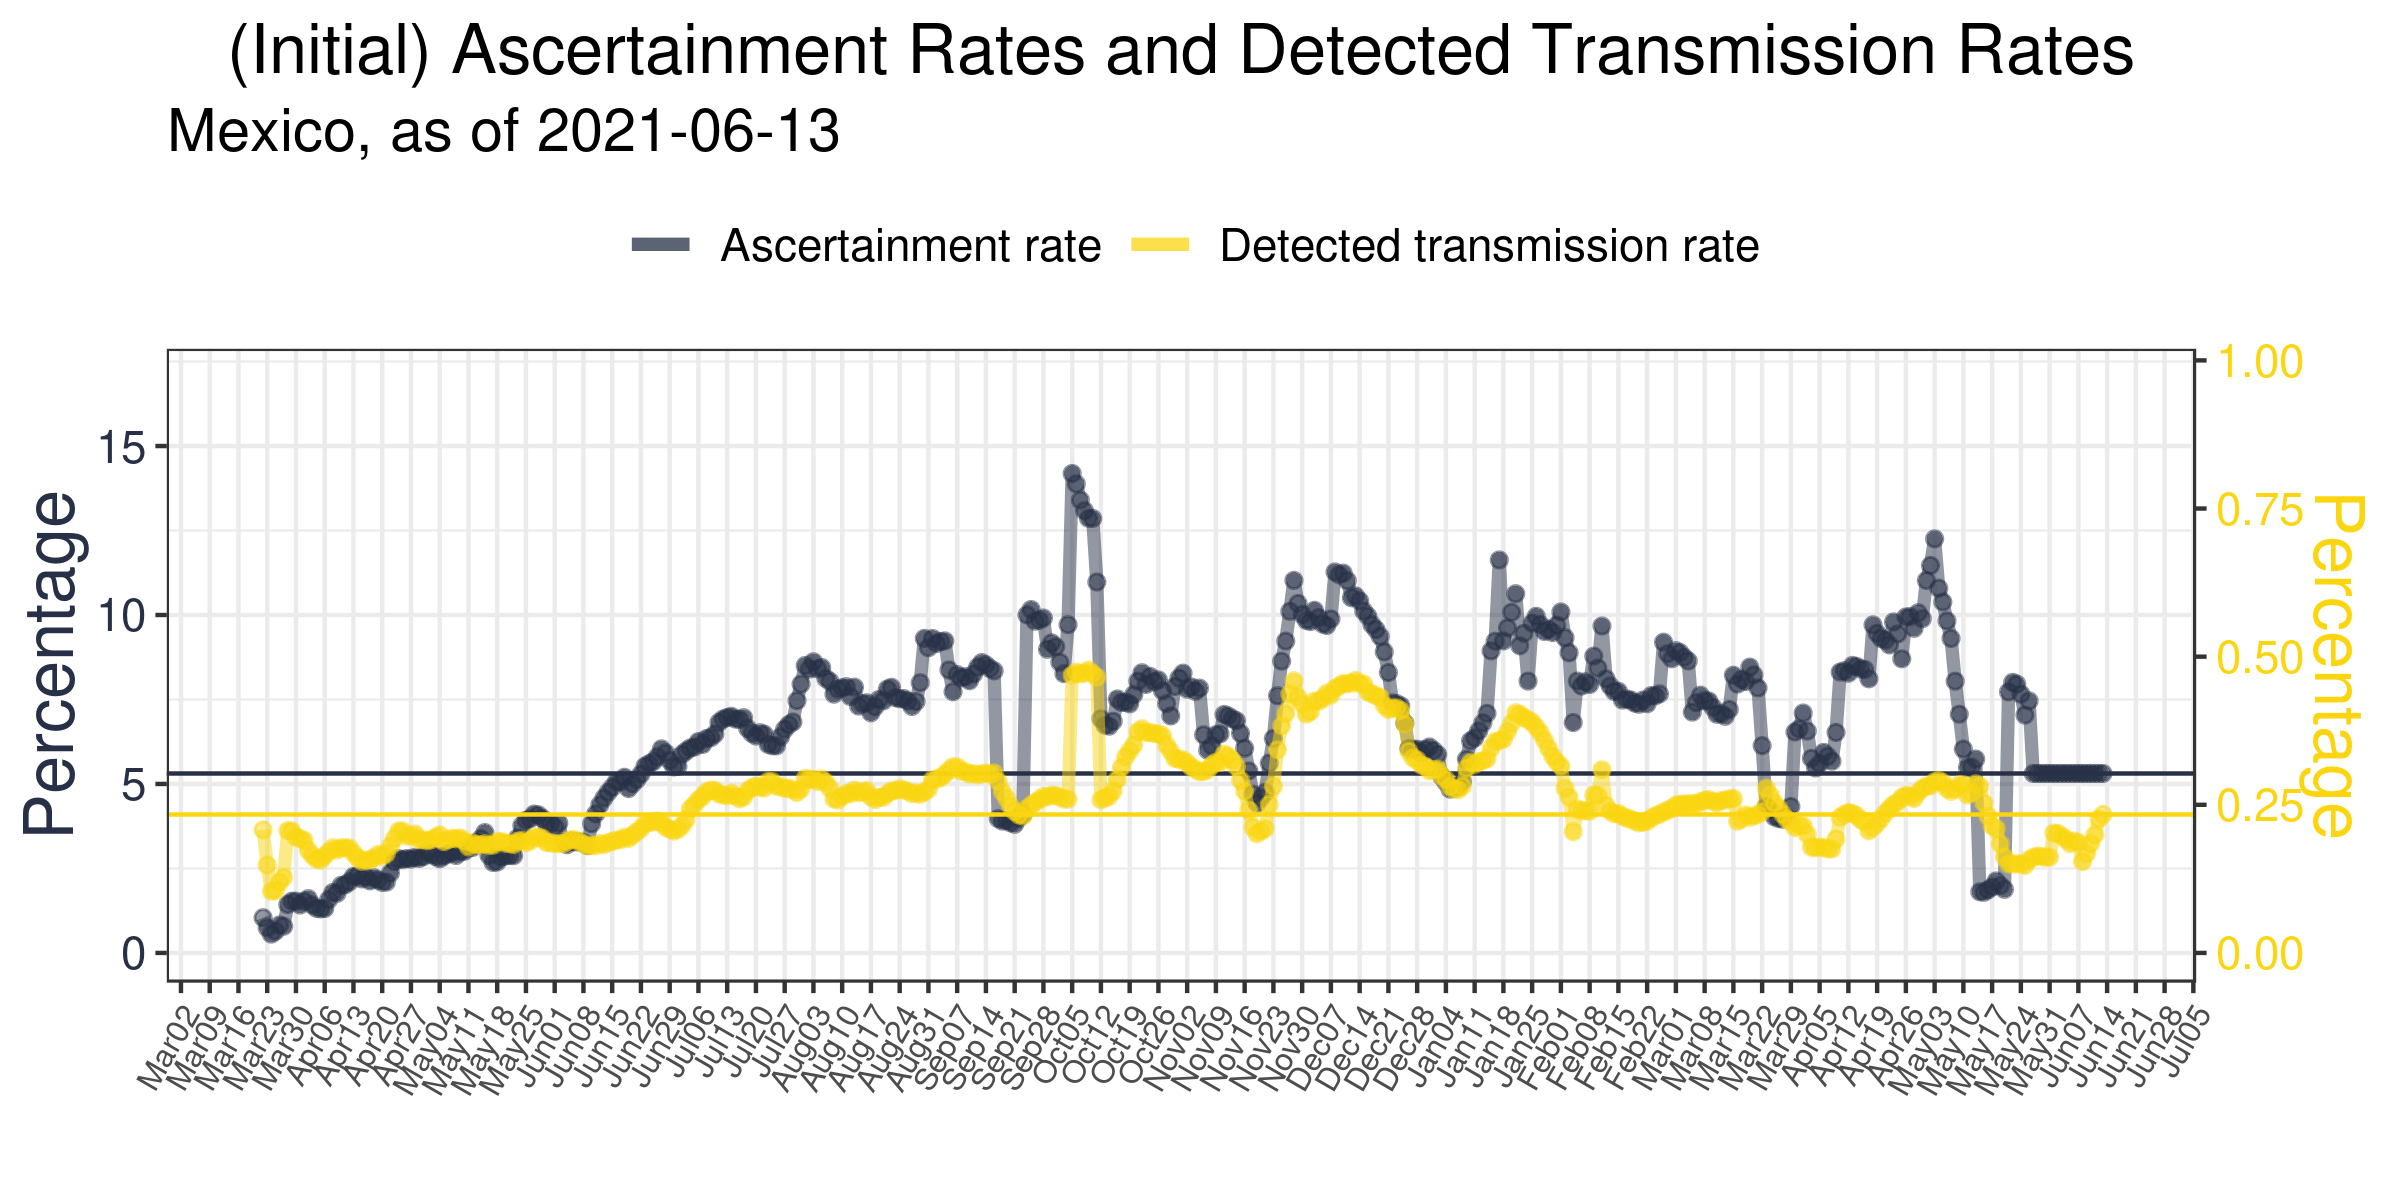 (Initial) Ascertainment Rates and Detected Transmission Rates
Mexico, as of 2021-06-13
Ascertainment rate
Detected transmission rate
Percentage
15
10
5
0
1.00
0.75
0.50
0.25
0.00
Percentage
Mar02
Mar09
Mar16
Mar23
Mar30
Apr06
Apr13
Apr20
Apr27
May04
May11
May18
May25
Jun01
Jun08
Jun15
Jun22
Jun29
Jul06
Jul13
Jul20
Jul27
Aug03
Aug10
Aug17
Aug24
Aug31
Sep07
Sep14
Sep21
Sep28
Oct05
Oct12
Oct19
Oct26
Nov02
Nov09
Nov16
Nov23
Nov30
Dec07
Dec14
Dec21
Dec28
Jan04
Jan11
Jan18
Jan25
Feb01
Feb08
Feb15
Feb22
Mar01
Mar08
Mar15
Mar22
Mar29
Apr05
Apr12
Apr19
Apr26
May03
May10
May17
May24
May31
Jun07
Jun14
Jun21
Jun28
Jul05